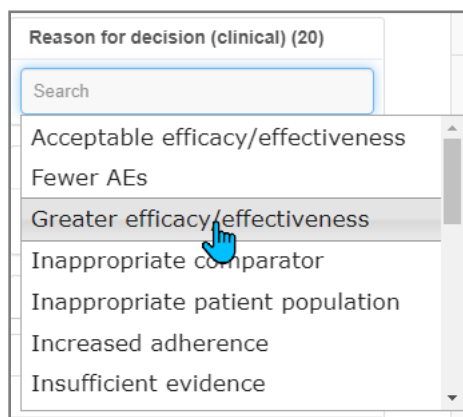 Reason for decision (clinical) (20)
Search
Acceptable efficacy/effectiveness
Fewer AEs
Greater efficacy/effectiveness
Inappropriate comparator
Inappropriate patient population
Increased adherence
Insufficient evidence